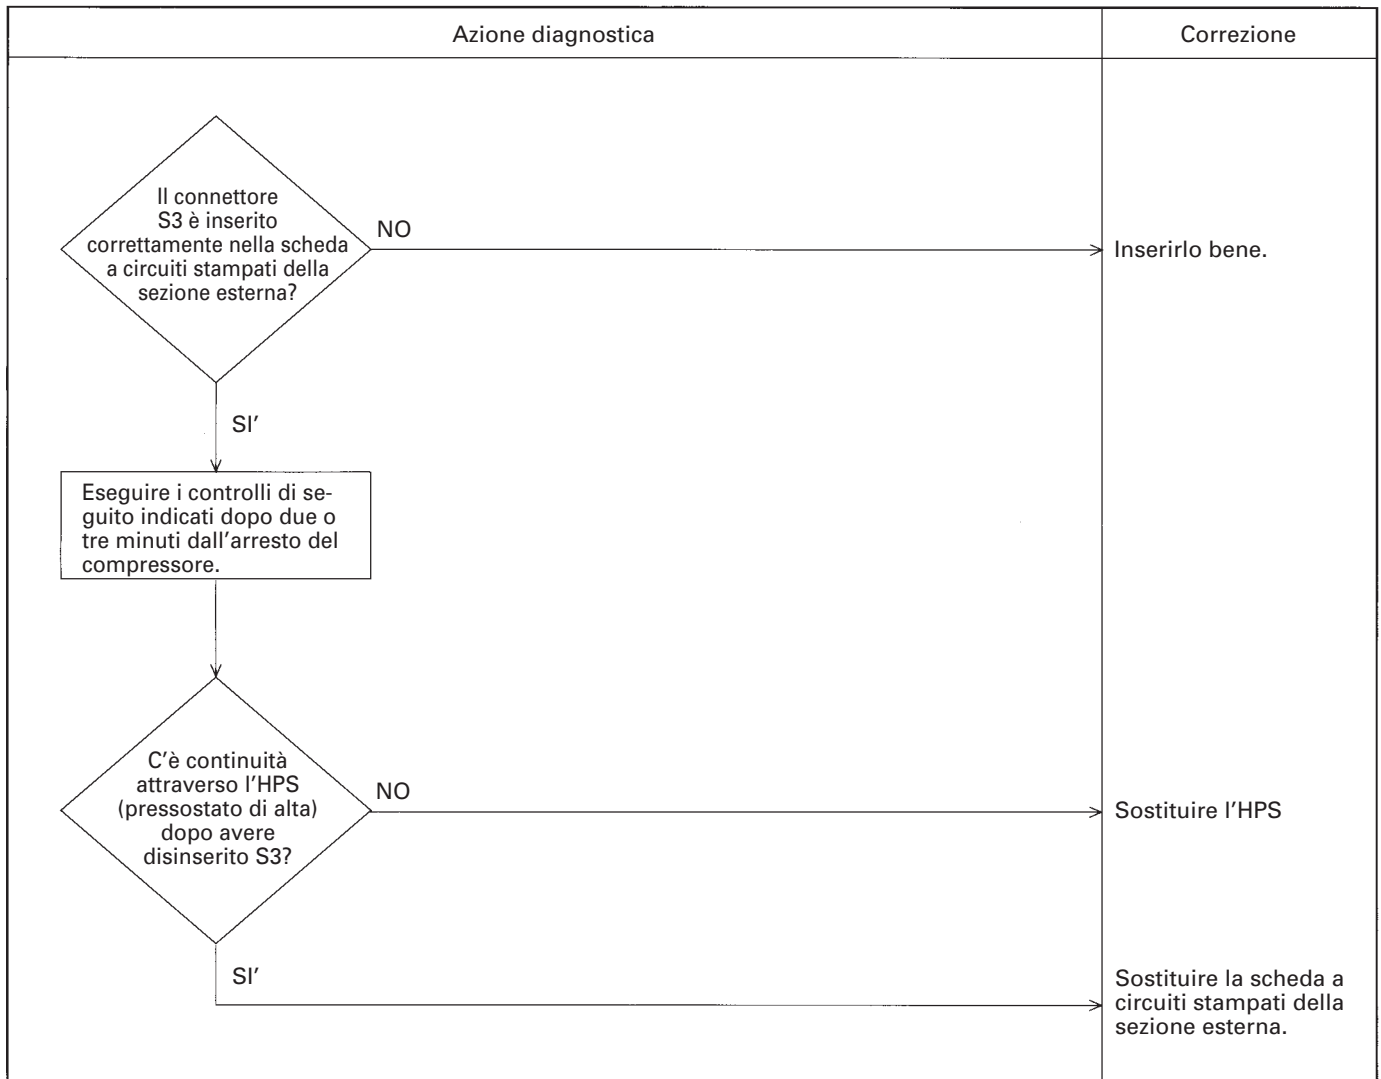 Azione diagnostica
Correzione
Il connettore
S3 è inserito
correttamente nella scheda
a circuiti stampati della
sezione esterna?
NO
Inserirlo bene.
SI'
Eseguire i controlli di se-
guito indicati dopo due o
tre minuti dall'arresto del
compressore.
C'è continuità
attraverso l'HPS
(pressostato di alta)
dopo avere
disinserito S3?
NO
Sostituire l'HPS
SI'
Sostituire la scheda a
circuiti stampati della
sezione esterna.